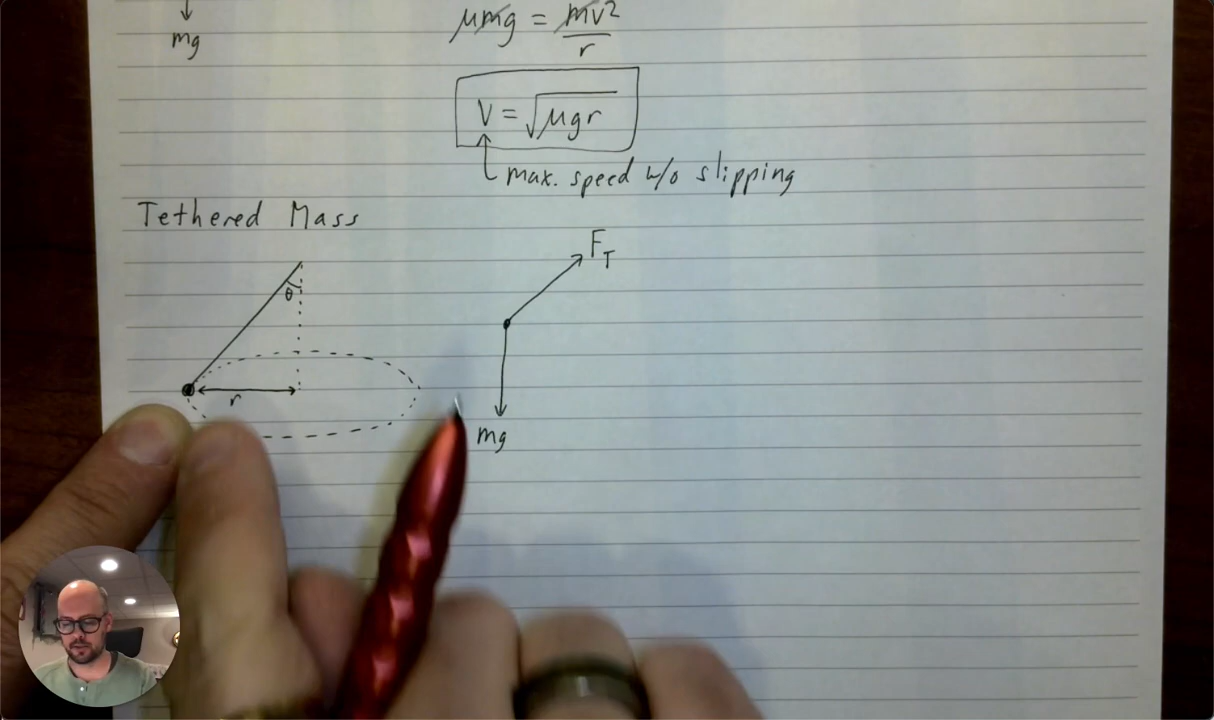 mg
μmg = mv²/r
V = √μgr
max. speed w/o slipping
Tethered Mass
θ
r
F_T
mg